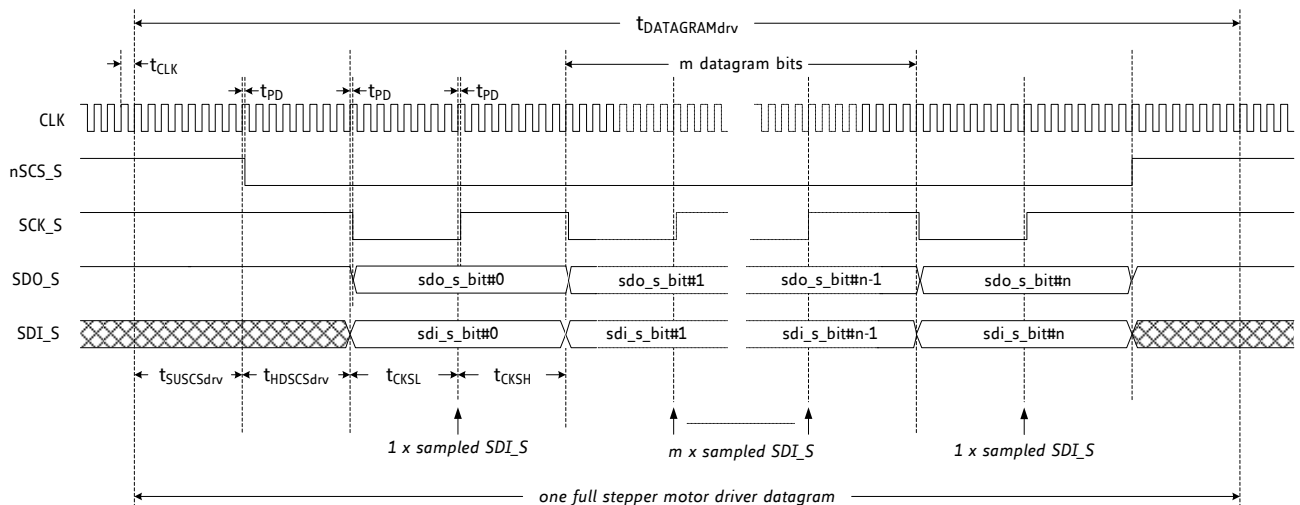 tDATAGRAMdrv
tCLK
m datagram bits
tPD tPD tPD
CLK
nSCS_S
SCK_S
SDO_S sdo_s_bit#0 sdo_s_bit#1 sdo_s_bit#n-1 sdo_s_bit#n
SDI_S sdi_s_bit#0 sdi_s_bit#1 sdi_s_bit#n-1 sdi_s_bit#n
tSUSCSdrv tHDSCSdrv tCKSL tCKSH
1 x sampled SDI_S m x sampled SDI_S 1 x sampled SDI_S
one full stepper motor driver datagram